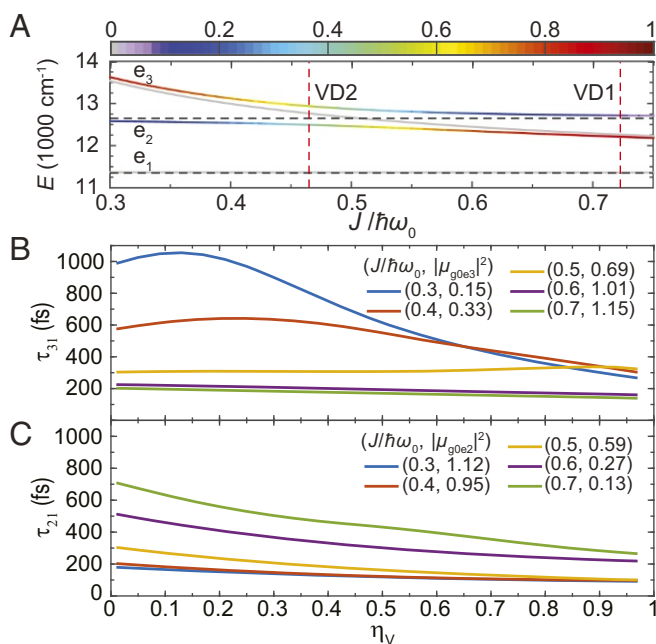 A
0 0.2 0.4 0.6 0.8 1
E (1000 cm⁻¹)
14
13
12
11
e₃
e₂
e₁
VD2
VD1
0.3 0.4 0.5 0.6 0.7
J/ħω₀
B
τ₃₁ (fs)
1000
800
600
400
200
(J/ħω₀, |μg0e3|²)
(0.3, 0.15)
(0.4, 0.33)
(0.5, 0.69)
(0.6, 1.01)
(0.7, 1.15)
C
τ₂₁ (fs)
1000
800
600
400
200
0
(J/ħω₀, |μg0e2|²)
(0.3, 1.12)
(0.4, 0.95)
(0.5, 0.59)
(0.6, 0.27)
(0.7, 0.13)
0 0.1 0.2 0.3 0.4 0.5 0.6 0.7 0.8 0.9 1
ηV